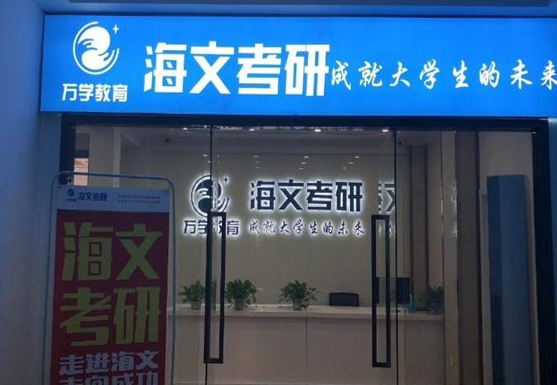 海文考研 成就大学生的未来
万学教育
海文考研
万学教育 成就大学生的未来
海文考研
海文
考研
走进海文
走向成功